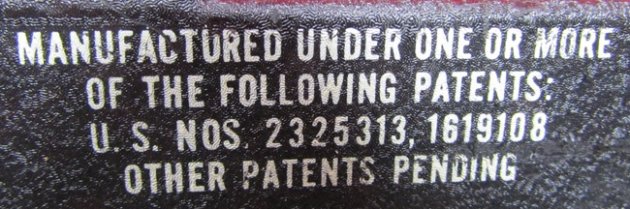 MANUFACTURED UNDER ONE OR MORE
OF THE FOLLOWING PATENTS:
U. S. NOS. 2325313, 1619108
OTHER PATENTS PENDING